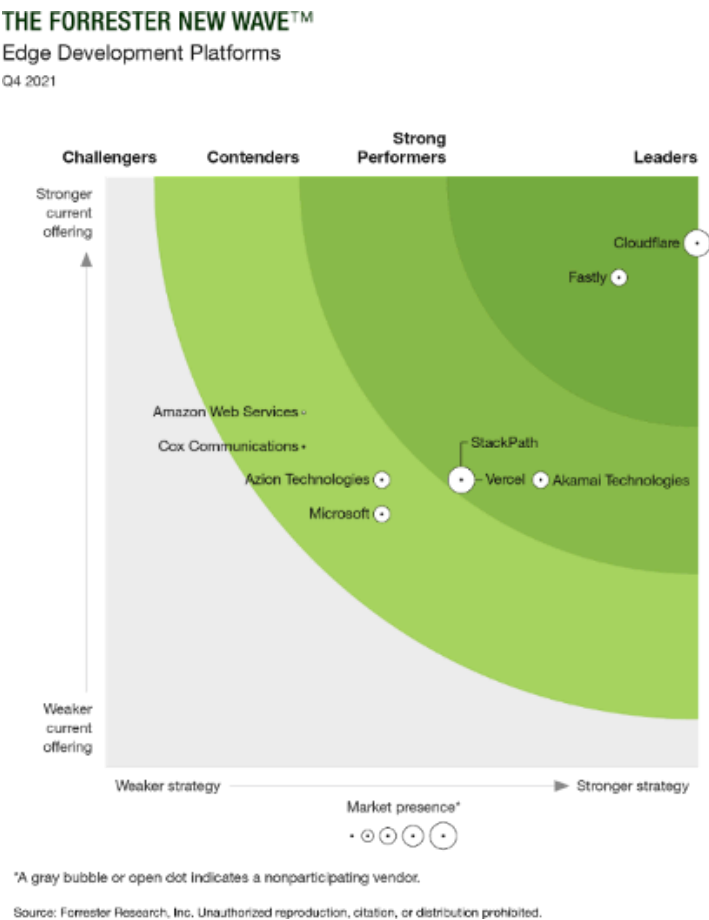 THE FORRESTER NEW WAVE™
Edge Development Platforms
Q4 2021
Challengers
Contenders
Strong
Performers
Leaders
Stronger
current
offering
Cloudflare
Fastly
Amazon Web Services
Cox Communications
StackPath
Azion Technologies
Vercel
Akamai Technologies
Microsoft
Weaker
current
offering
Weaker strategy
Stronger strategy
Market presence*
*A gray bubble or open dot indicates a nonparticipating vendor.
Source: Forrester Research, Inc. Unauthorized reproduction, citation, or distribution prohibited.